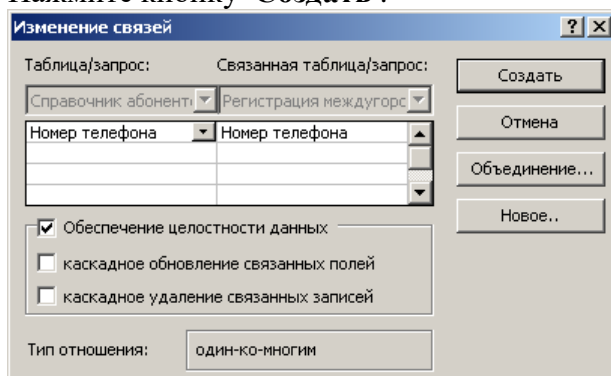 Нажмите кнопку "Создать".
Изменение связей
Таблица/запрос: Связанная таблица/запрос:
Создать
Справочник абонент Регистрация междугорс
Номер телефона Номер телефона
Отмена
Объединение...
Новое..
Обеспечение целостности данных
каскадное обновление связанных полей
каскадное удаление связанных записей
Тип отношения: один-ко-многим